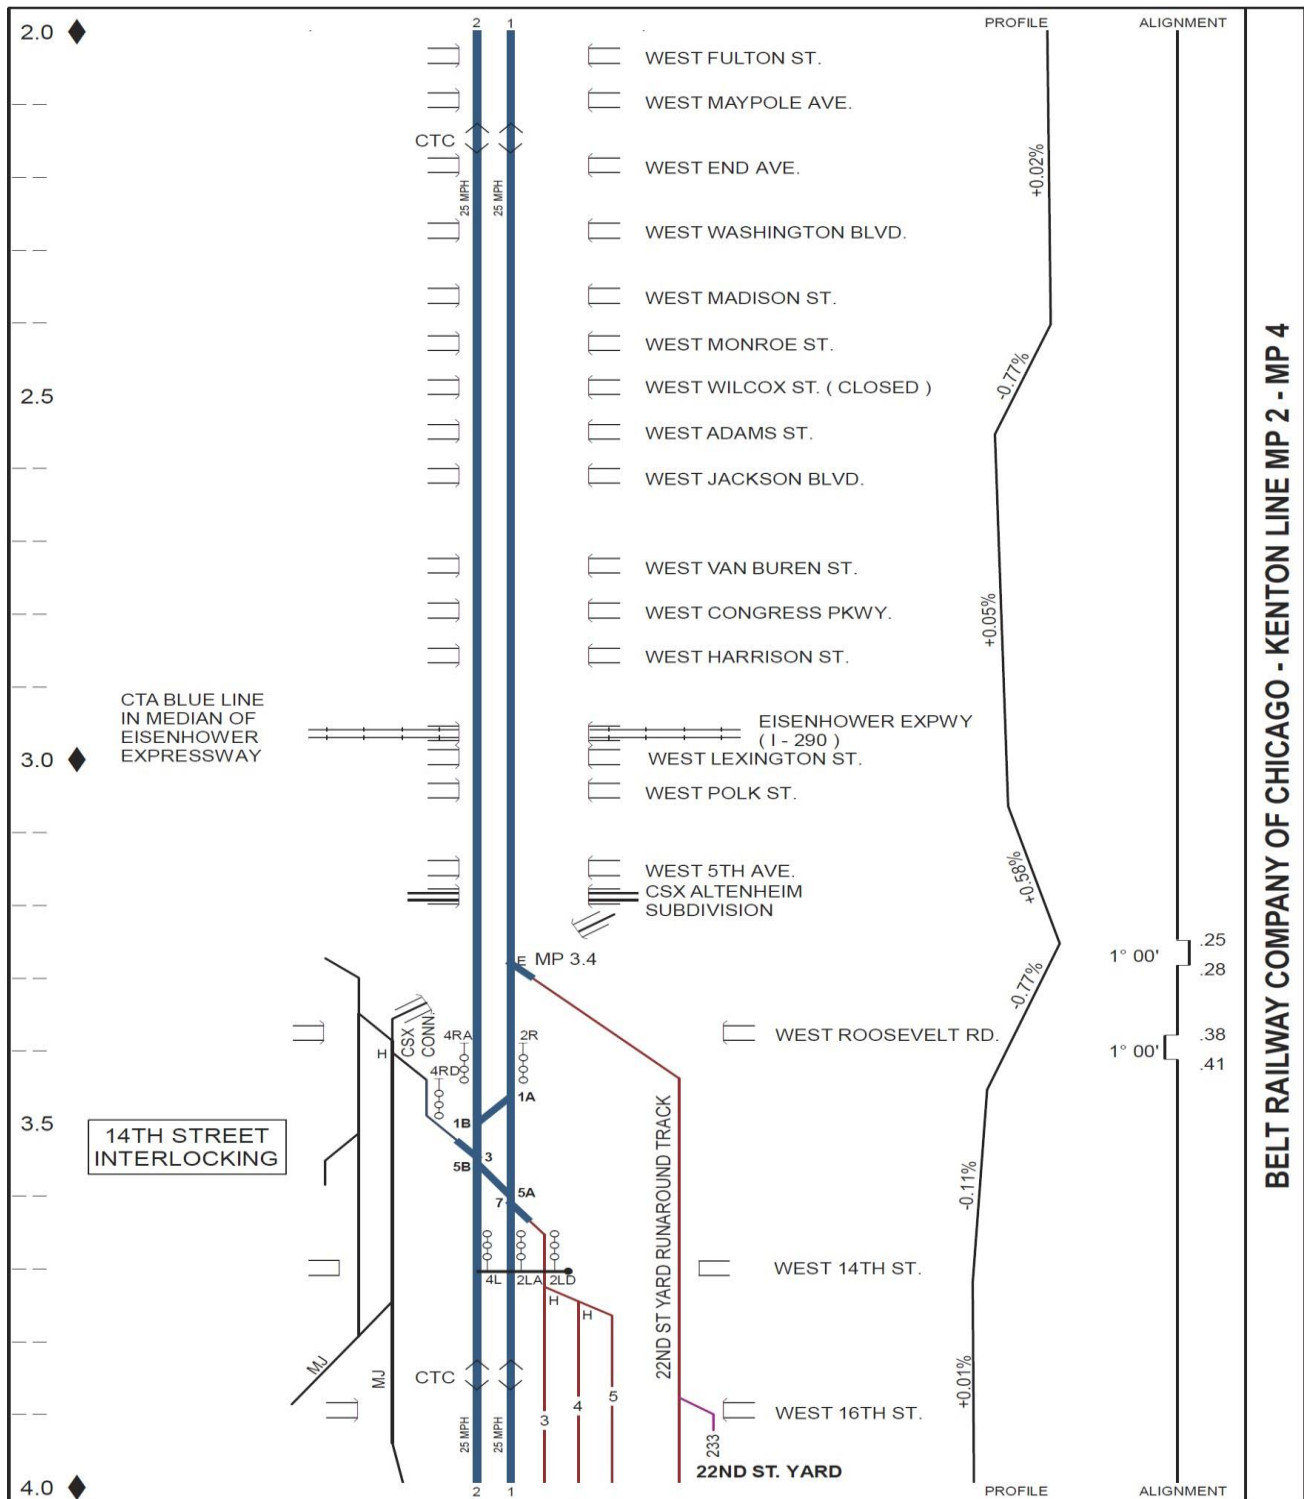 2 1 PROFILE ALIGNMENT
2.0
WEST FULTON ST.
WEST MAYPOLE AVE.
CTC
WEST END AVE.
+0.02%
25 MPH 25 MPH
WEST WASHINGTON BLVD.
WEST MADISON ST.
WEST MONROE ST.
-0.77%
WEST WILCOX ST. ( CLOSED )
2.5
WEST ADAMS ST.
WEST JACKSON BLVD.
WEST VAN BUREN ST.
WEST CONGRESS PKWY.
+0.05%
WEST HARRISON ST.
CTA BLUE LINE
IN MEDIAN OF
EISENHOWER
EXPRESSWAY
EISENHOWER EXPWY
( I - 290 )
3.0
WEST LEXINGTON ST.
WEST POLK ST.
WEST 5TH AVE.
+0.58%
CSX ALTENHEIM
SUBDIVISION
E MP 3.4
.25
1° 00'
.28
-0.77%
CSX
CONN.
4RA 2R
WEST ROOSEVELT RD.
.38
1° 00'
.41
H
4RD
1A
1B
3.5
14TH STREET
INTERLOCKING
3
5B
5A
7
22ND ST YARD RUNAROUND TRACK
-0.11%
WEST 14TH ST.
4L 2LA 2LD
H
H
MJ
MJ
CTC
+0.01%
3 4 5
WEST 16TH ST.
25 MPH 25 MPH
233
22ND ST. YARD
4.0
2 1 PROFILE ALIGNMENT
BELT RAILWAY COMPANY OF CHICAGO - KENTON LINE MP 2 - MP 4